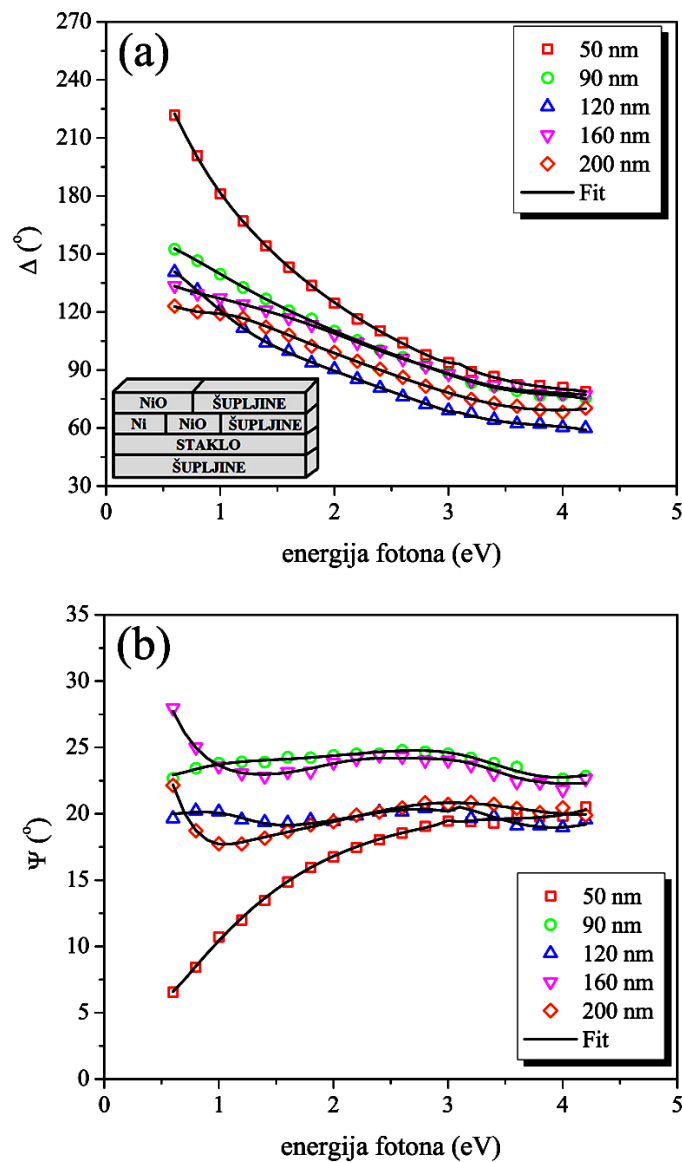 (a)
270
240
210
180
150
120
90
60
30
Δ (°)
50 nm
90 nm
120 nm
160 nm
200 nm
Fit
NiO ŠUPLJINE
Ni NiO ŠUPLJINE
STAKLO
ŠUPLJINE
0 1 2 3 4 5
energija fotona (eV)
(b)
35
30
25
20
15
10
5
0
Ψ (°)
50 nm
90 nm
120 nm
160 nm
200 nm
Fit
0 1 2 3 4 5
energija fotona (eV)